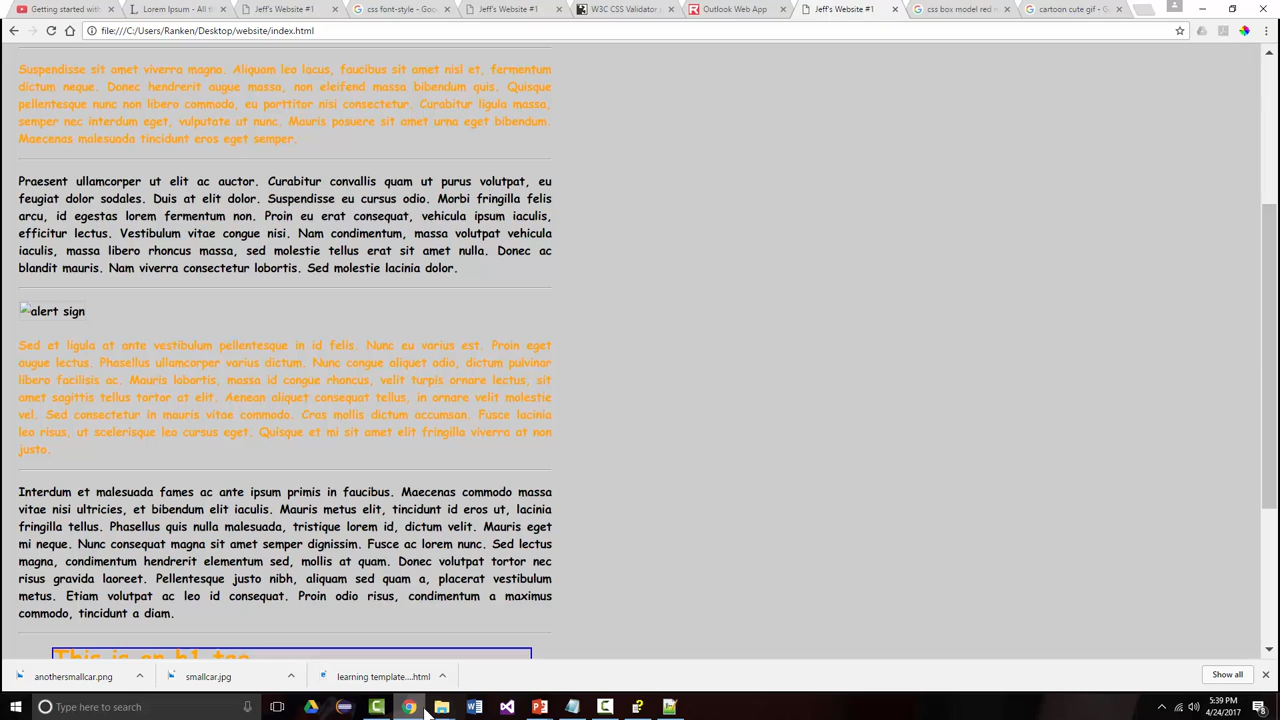 Getting started with
Lorem Ipsum - All t
Jeff's Website #1
css font-style - Goo
Jeff's Website #1
W3C CSS Validator
Outlook Web App
Jeff's Website #1
css box model red
cartoon cute gif - G
file:///C:/Users/Ranken/Desktop/website/index.html
Suspendisse sit amet viverra magna. Aliquam leo lacus, faucibus sit amet nisl et, fermentum
dictum neque. Donec hendrerit augue massa, non eleifend massa bibendum quis. Quisque
pellentesque nunc non libero commodo, eu porttitor nisi consectetur. Curabitur ligula massa,
semper nec interdum eget, vulputate ut nunc. Mauris posuere sit amet urna eget bibendum.
Maecenas malesuada tincidunt eros eget semper.
Praesent ullamcorper ut elit ac auctor. Curabitur convallis quam ut purus volutpat, eu
feugiat dolor sodales. Duis at elit dolor. Suspendisse eu cursus odio. Morbi fringilla felis
arcu, id egestas lorem fermentum non. Proin eu erat consequat, vehicula ipsum iaculis,
efficitur lectus. Vestibulum vitae congue nisi. Nam condimentum, massa volutpat vehicula
iaculis, massa libero rhoncus massa, sed molestie tellus erat sit amet nulla. Donec ac
blandit mauris. Nam viverra consectetur lobortis. Sed molestie lacinia dolor.
alert sign
Sed et ligula at ante vestibulum pellentesque in id felis. Nunc eu varius est. Proin eget
augue lectus. Phasellus ullamcorper varius dictum. Nunc congue aliquet odio, dictum pulvinar
libero facilisis ac. Mauris lobortis, massa id congue rhoncus, velit turpis ornare lectus, sit
amet sagittis tellus tortor at elit. Aenean aliquet consequat tellus, in ornare velit molestie
vel. Sed consectetur in mauris vitae commodo. Cras mollis dictum accumsan. Fusce lacinia
leo risus, ut scelerisque leo cursus eget. Quisque et mi sit amet elit fringilla viverra at non
justo.
Interdum et malesuada fames ac ante ipsum primis in faucibus. Maecenas commodo massa
vitae nisi ultricies, et bibendum elit iaculis. Mauris metus elit, tincidunt id eros ut, lacinia
fringilla tellus. Phasellus quis nulla malesuada, tristique lorem id, dictum velit. Mauris eget
mi neque. Nunc consequat magna sit amet semper dignissim. Fusce ac lorem nunc. Sed lectus
magna, condimentum hendrerit elementum sed, mollis at quam. Donec volutpat tortor nec
risus gravida laoreet. Pellentesque justo nibh, aliquam sed quam a, placerat vestibulum
metus. Etiam volutpat ac leo id consequat. Proin odio risus, condimentum a maximus
commodo, tincidunt a diam.
This is an h1 tag
anothersmallcar.png
smallcar.jpg
learning template....html
Show all
Type here to search
5:39 PM
4/24/2017